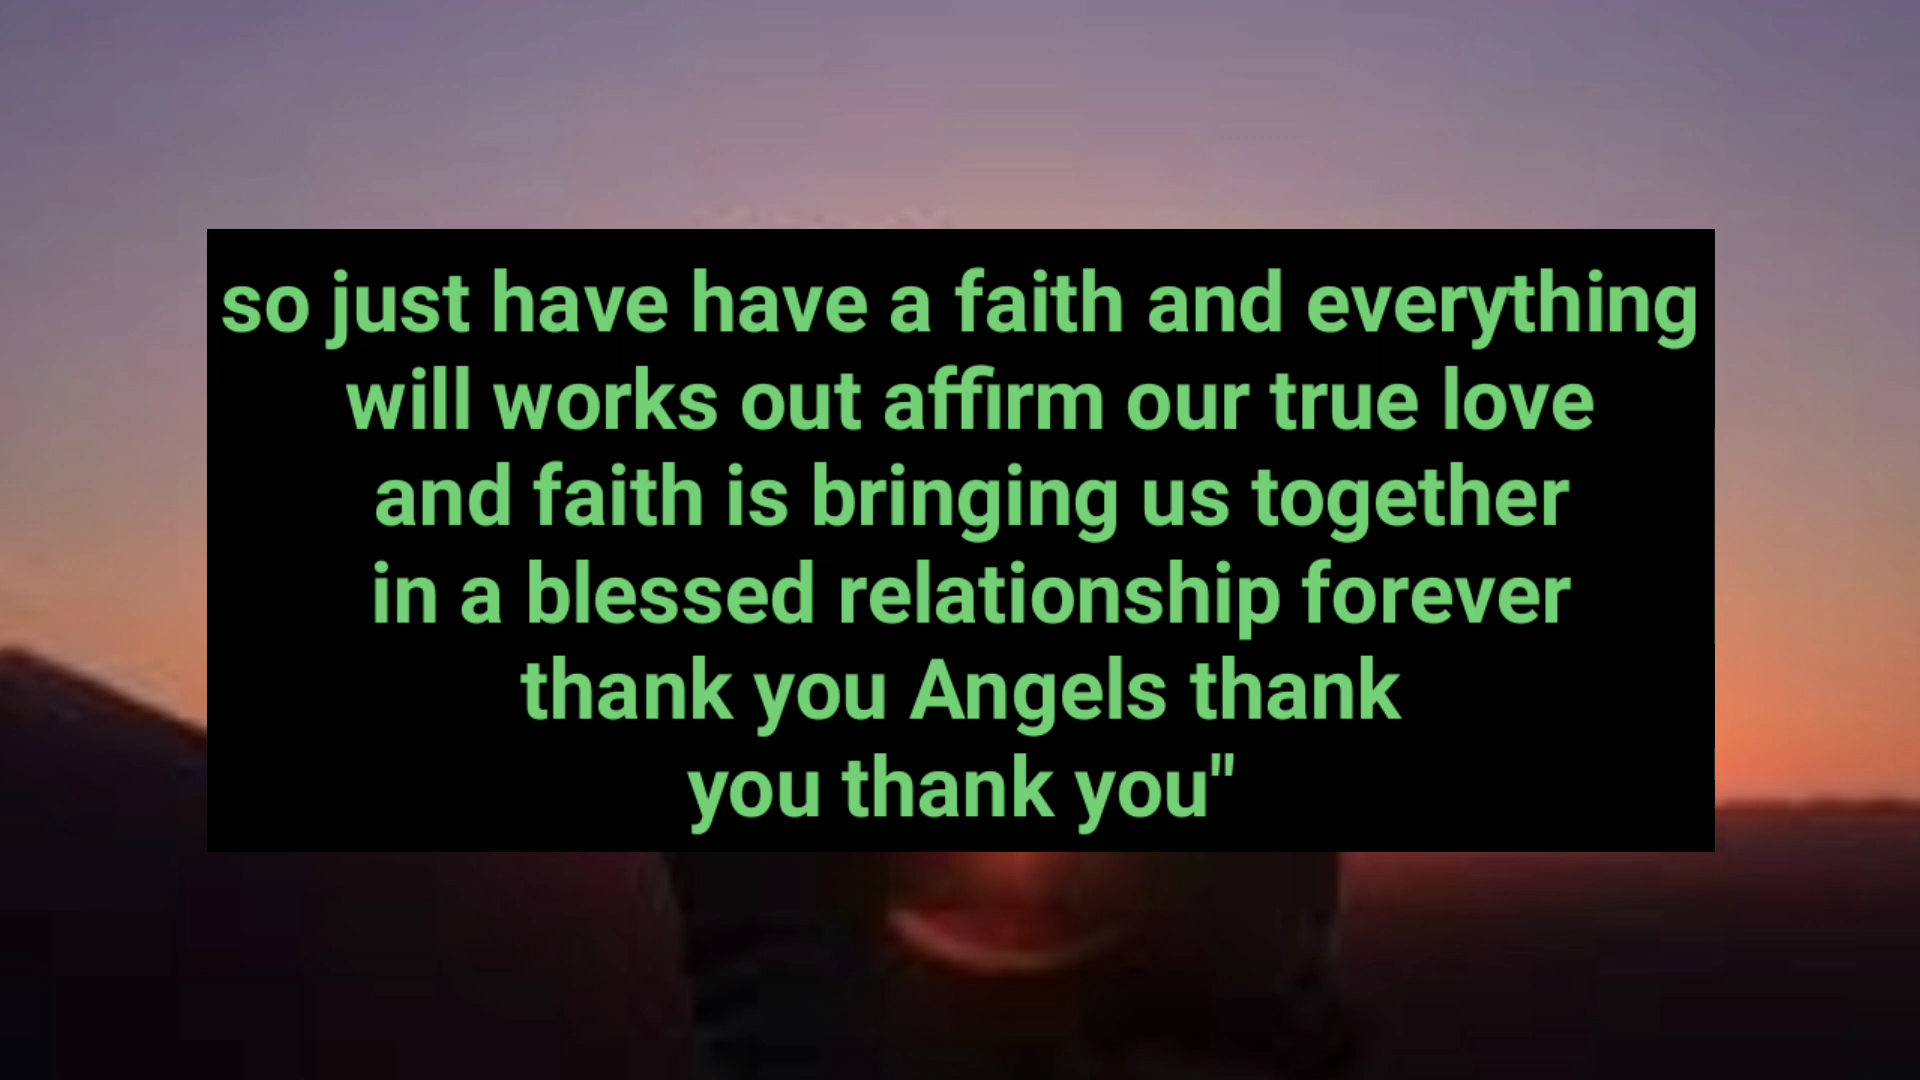 so just have have a faith and everything
will works out affirm our true love
and faith is bringing us together
in a blessed relationship forever
thank you Angels thank
you thank you"